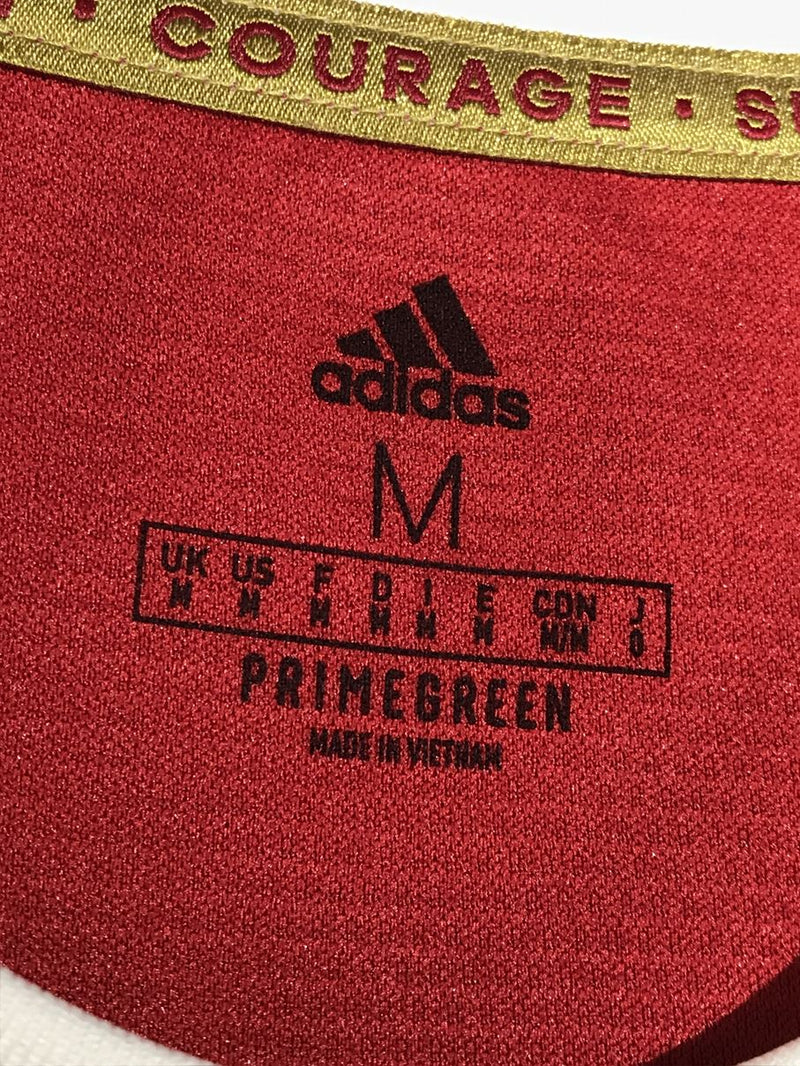 COURAGE · S
adidas
M
UK US F D I E CDN J
M M M M M M M/M O
PRIMEGREEN
MADE IN VIETNAM